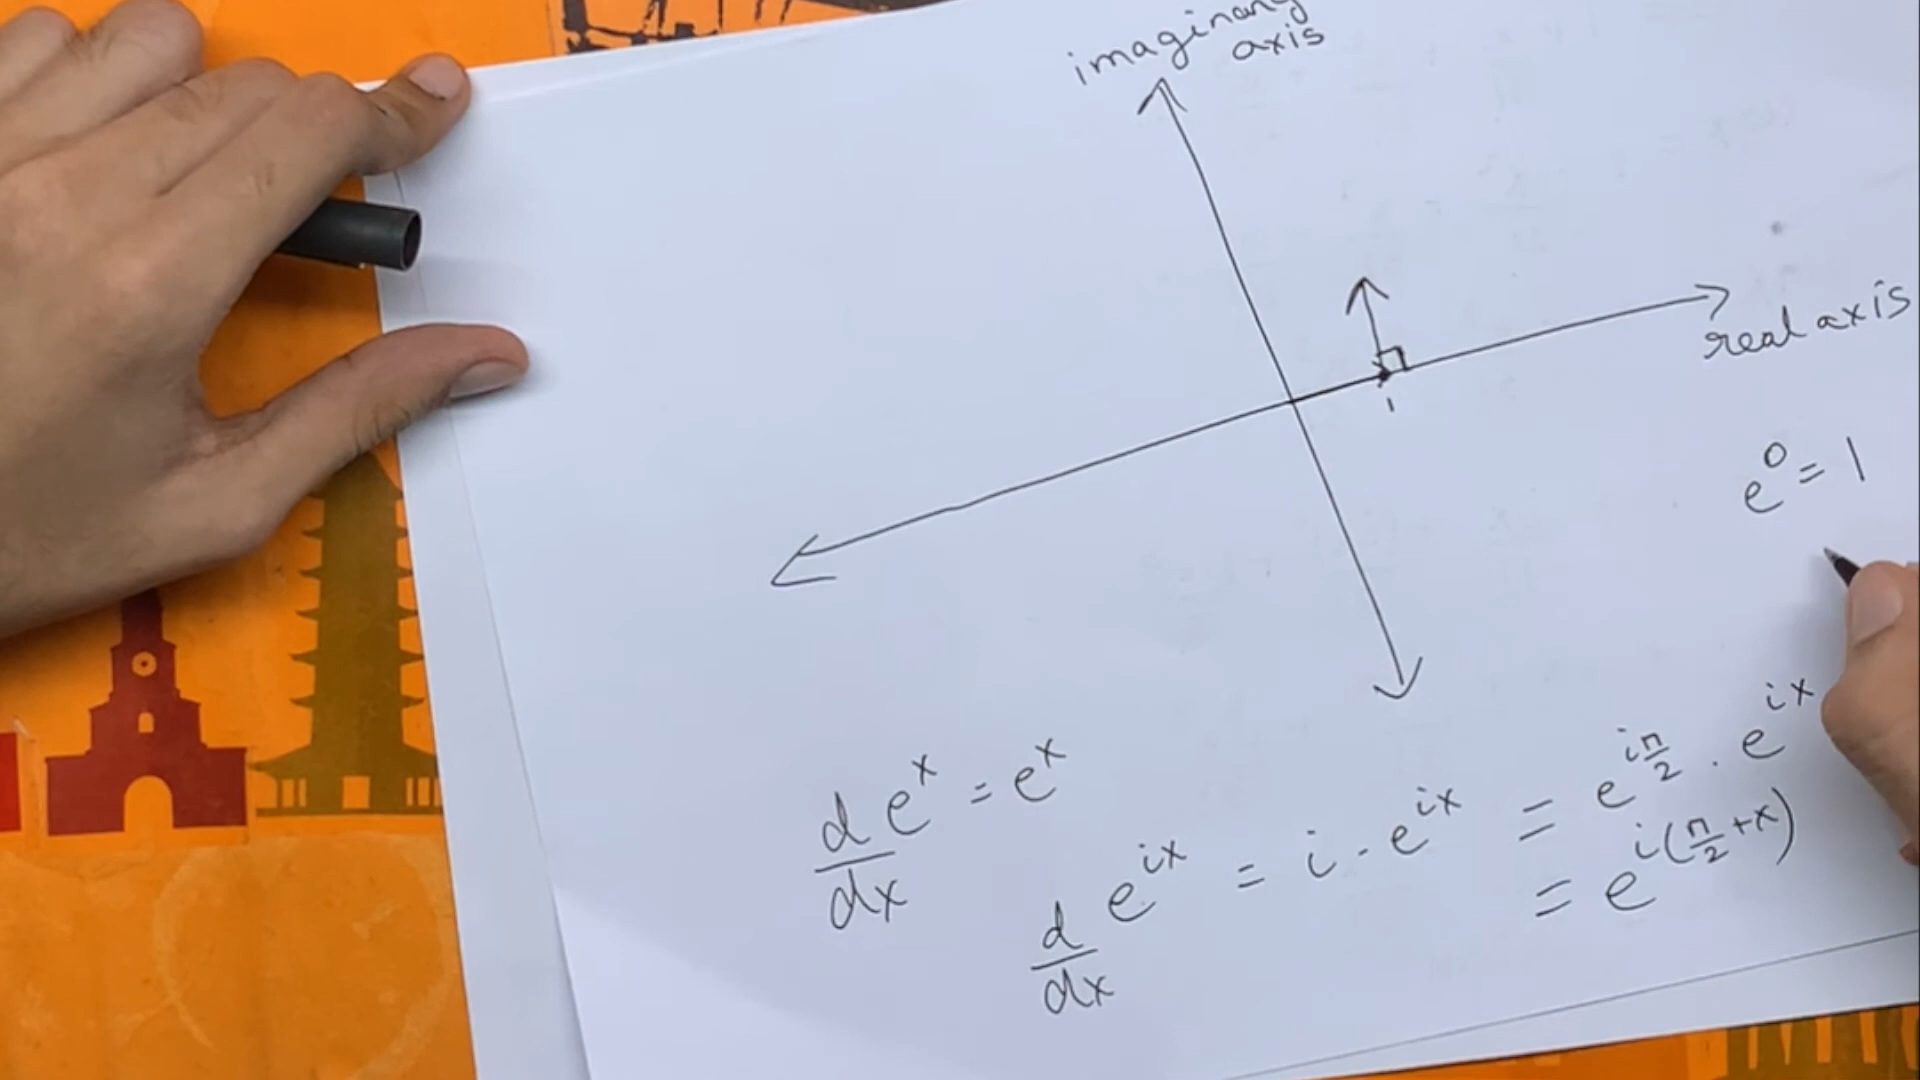 imaginary
axis
real axis
1
e^0 = 1
d/dx e^x = e^x
d/dx e^{ix} = i · e^{ix} = e^{iπ/2} · e^{ix}
= e^{i(π/2 + x)}